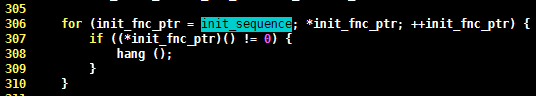 305
306 for (init_fnc_ptr = init_sequence; *init_fnc_ptr; ++init_fnc_ptr) {
307 if ((*init_fnc_ptr)() != 0) {
308 hang ();
309 }
310 }